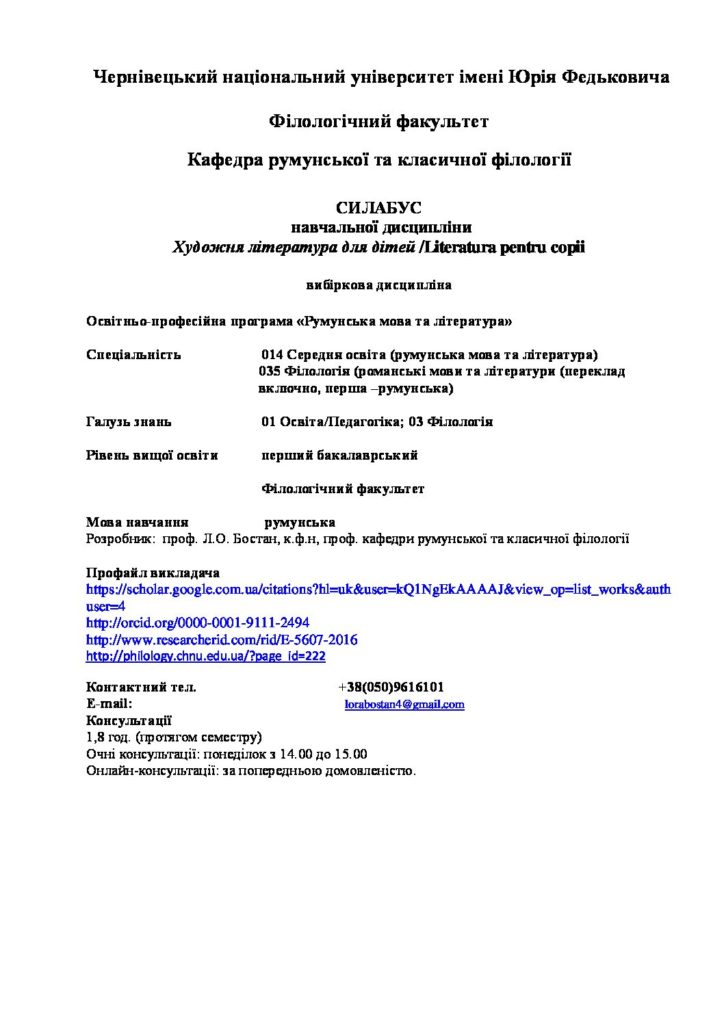 Чернівецький національний університет імені Юрія Федьковича
Філологічний факультет
Кафедра румунської та класичної філології
СИЛАБУС
навчальної дисципліни
Художня література для дітей /Literatura pentru copii
вибіркова дисципліна
Освітньо-професійна програма «Румунська мова та література»
Спеціальність 014 Середня освіта (румунська мова та література)
035 Філологія (романські мови та літератури (переклад
включно, перша –румунська)
Галузь знань 01 Освіта/Педагогіка; 03 Філологія
Рівень вищої освіти перший бакалаврський
Філологічний факультет
Мова навчання румунська
Розробник: проф. Л.О. Бостан, к.ф.н, проф. кафедри румунської та класичної філології
Профайл викладача
https://scholar.google.com.ua/citations?hl=uk&user=kQ1NgEkAAAAJ&view_op=list_works&auth
user=4
http://orcid.org/0000-0001-9111-2494
http://www.researcherid.com/rid/E-5607-2016
http://philology.chnu.edu.ua/?page_id=222
Контактний тел. +38(050)9616101
E-mail: lorabostan4@gmail.com
Консультації
1,8 год. (протягом семестру)
Очні консультації: понеділок з 14.00 до 15.00
Онлайн-консультації: за попередньою домовленістю.